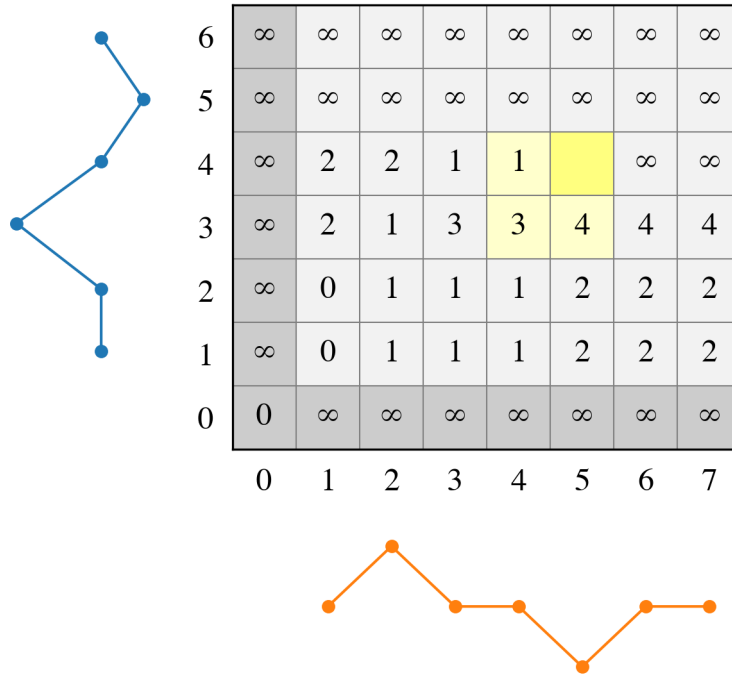 6 ∞ ∞ ∞ ∞ ∞ ∞ ∞ ∞
5 ∞ ∞ ∞ ∞ ∞ ∞ ∞ ∞
4 ∞ 2 2 1 1 ∞ ∞
3 ∞ 2 1 3 3 4 4 4
2 ∞ 0 1 1 1 2 2 2
1 ∞ 0 1 1 1 2 2 2
0 0 ∞ ∞ ∞ ∞ ∞ ∞ ∞
0 1 2 3 4 5 6 7